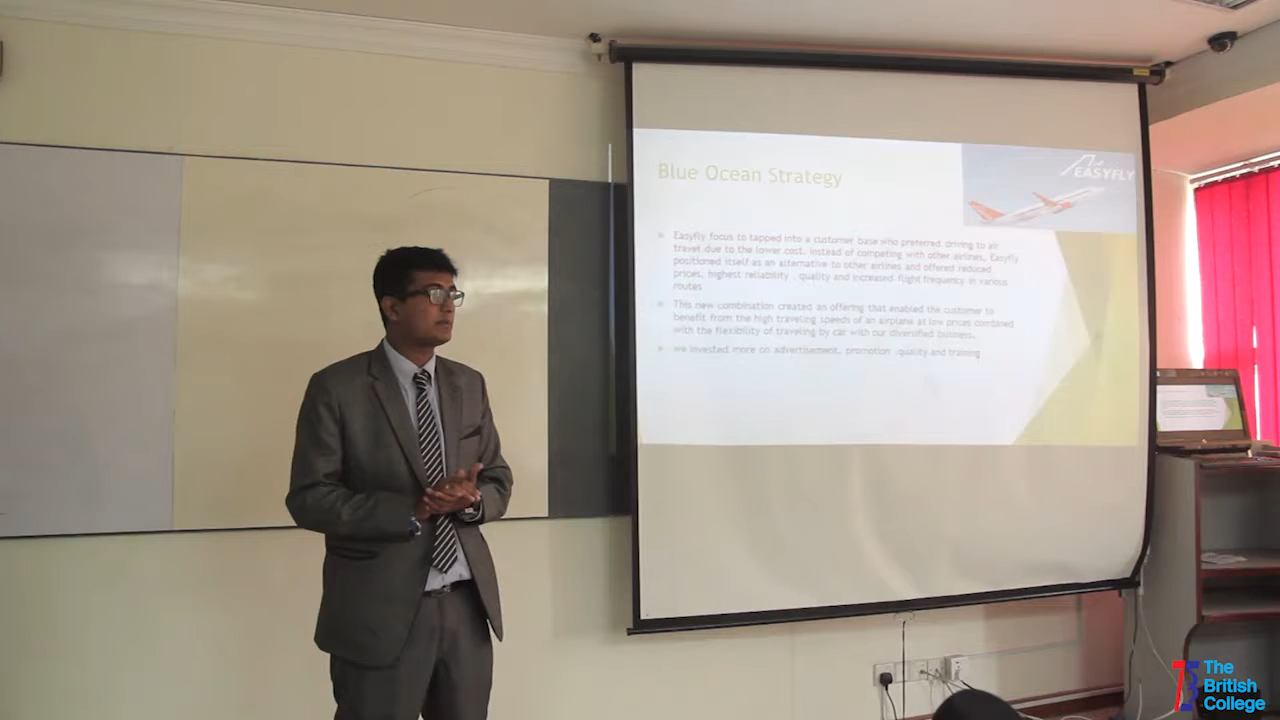 Blue Ocean Strategy
EASYFLY
Easyfly focus to tapped into a customer base who preferred driving to air
travel due to the lower cost. Instead of competing with other airlines, Easyfly
positioned itself as an alternative to other airlines and offered reduced
prices, highest reliability , quality and increased flight frequency in various
routes
This new combination created an offering that enabled the customer to
benefit from the high traveling speeds of an airplane at low prices combined
with the flexibility of traveling by car with our diversified business.
we invested more on advertisement, promotion ,quality and training
The
British
College